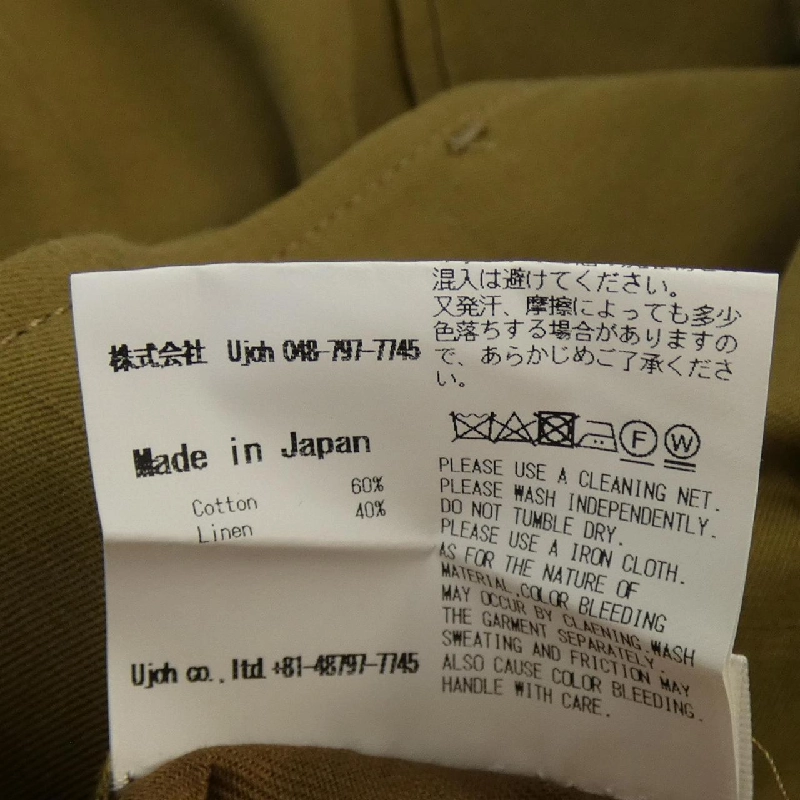 株式会社 Ujoh 048-797-7745
Made in Japan
Cotton 60%
Linen 40%
Ujoh co., ltd. +81-48797-7745
混入は避けてください。
又発汗、摩擦によっても多少
色落ちする場合がありますの
で、あらかじめご了承くださ
い。
F W
PLEASE USE A CLEANING NET.
PLEASE WASH INDEPENDENTLY.
DO NOT TUMBLE DRY.
PLEASE USE A IRON CLOTH.
AS FOR THE NATURE OF
MATERIAL,COLOR BLEEDING
MAY OCCUR BY CLAENING.WASH
THE GARMENT SEPARATELY.
SWEATING AND FRICTION MAY
ALSO CAUSE COLOR BLEEDING.
HANDLE WITH CARE.